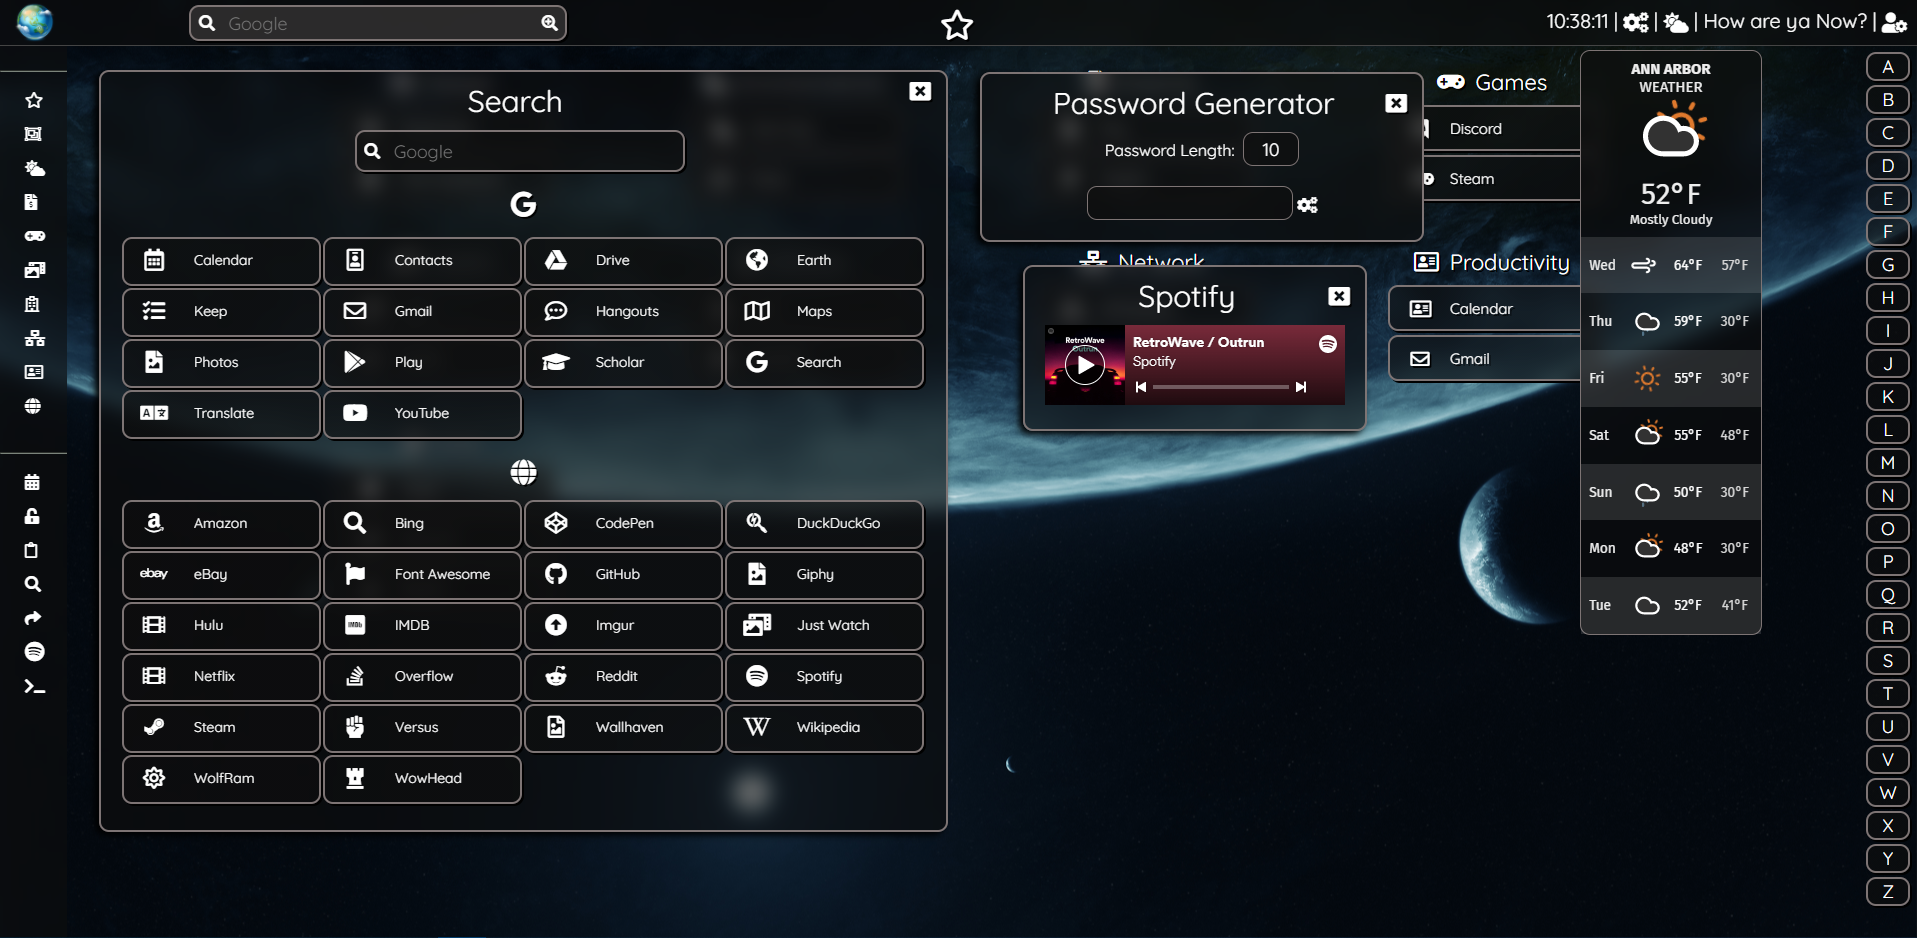 Google
10:38:11 | | | How are ya Now? |
Search
Google
Calendar
Contacts
Drive
Earth
Keep
Gmail
Hangouts
Maps
Photos
Play
Scholar
Search
Translate
YouTube
Amazon
Bing
CodePen
DuckDuckGo
ebay eBay
Font Awesome
GitHub
Giphy
Hulu
IMDb IMDB
Imgur
Just Watch
Netflix
Overflow
Reddit
Spotify
Steam
Versus
Wallhaven
W Wikipedia
WolfRam
WowHead
Password Generator
Password Length: 10
Network
Spotify
RetroWave
Outrun
RetroWave / Outrun
Spotify
Games
Discord
Steam
Productivity
Calendar
Gmail
ANN ARBOR
WEATHER
52° F
Mostly Cloudy
Wed 64°F 57°F
Thu 59°F 30°F
Fri 55°F 30°F
Sat 55°F 48°F
Sun 50°F 30°F
Mon 48°F 30°F
Tue 52°F 41°F
A
B
C
D
E
F
G
H
I
J
K
L
M
N
O
P
Q
R
S
T
U
V
W
X
Y
Z